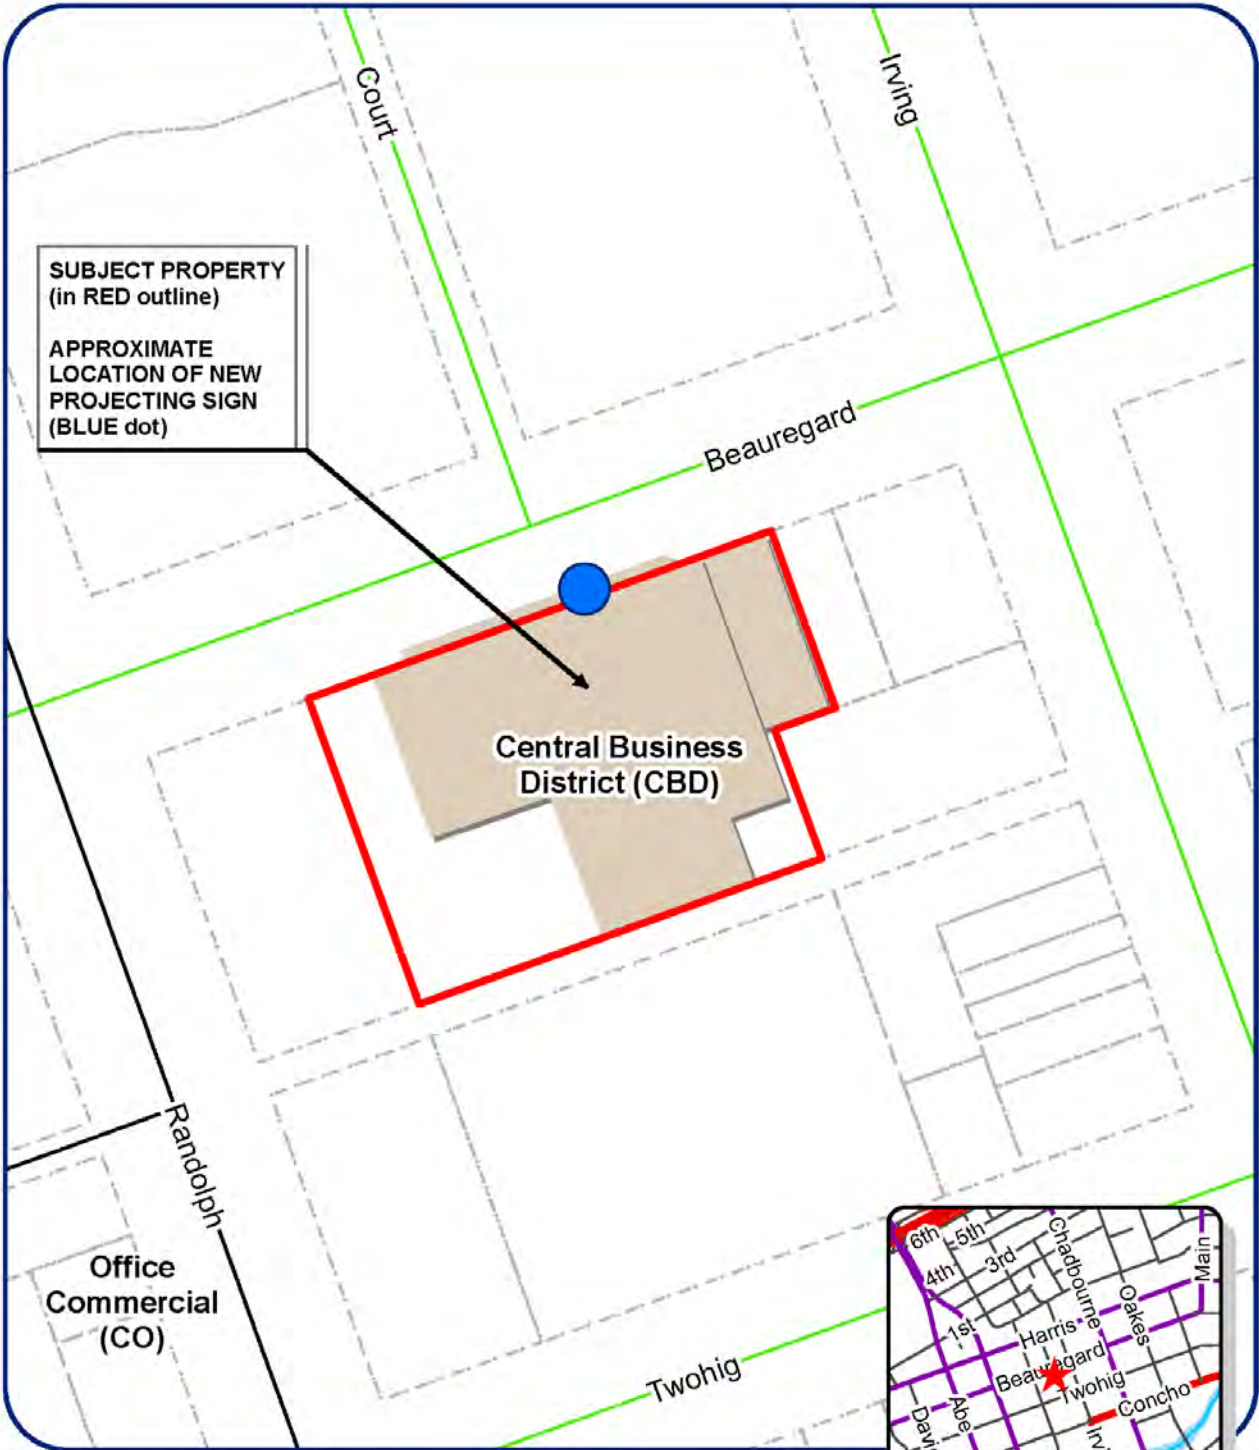 Court
Irving
SUBJECT PROPERTY
(in RED outline)
APPROXIMATE
LOCATION OF NEW
PROJECTING SIGN
(BLUE dot)
Beauregard
Central Business
District (CBD)
Randolph
Office
Commercial
(CO)
Twohig
6th
5th
4th
3rd
Chadbourne
Main
Oakes
1st
Harris
Beauregard
Twohig
Concho
Abe
Davi
Irv